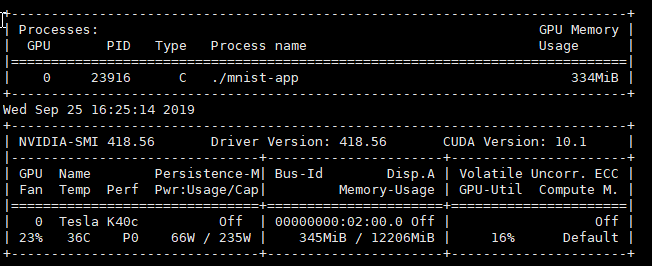 +-----------------------------------------------------------------------------+
| Processes:                                                       GPU Memory |
|  GPU       PID   Type   Process name                             Usage      |
|=============================================================================|
|    0     23916      C   ./mnist-app                                  334MiB |
+-----------------------------------------------------------------------------+
Wed Sep 25 16:25:14 2019
+-----------------------------------------------------------------------------+
| NVIDIA-SMI 418.56       Driver Version: 418.56       CUDA Version: 10.1     |
|-------------------------------+----------------------+----------------------+
| GPU  Name        Persistence-M| Bus-Id        Disp.A | Volatile Uncorr. ECC |
| Fan  Temp  Perf  Pwr:Usage/Cap|         Memory-Usage | GPU-Util  Compute M. |
|===============================+======================+======================|
|   0  Tesla K40c          Off  | 00000000:02:00.0 Off |                  Off |
| 23%   36C    P0    66W / 235W |    345MiB / 12206MiB |     16%      Default |
+-------------------------------+----------------------+----------------------+